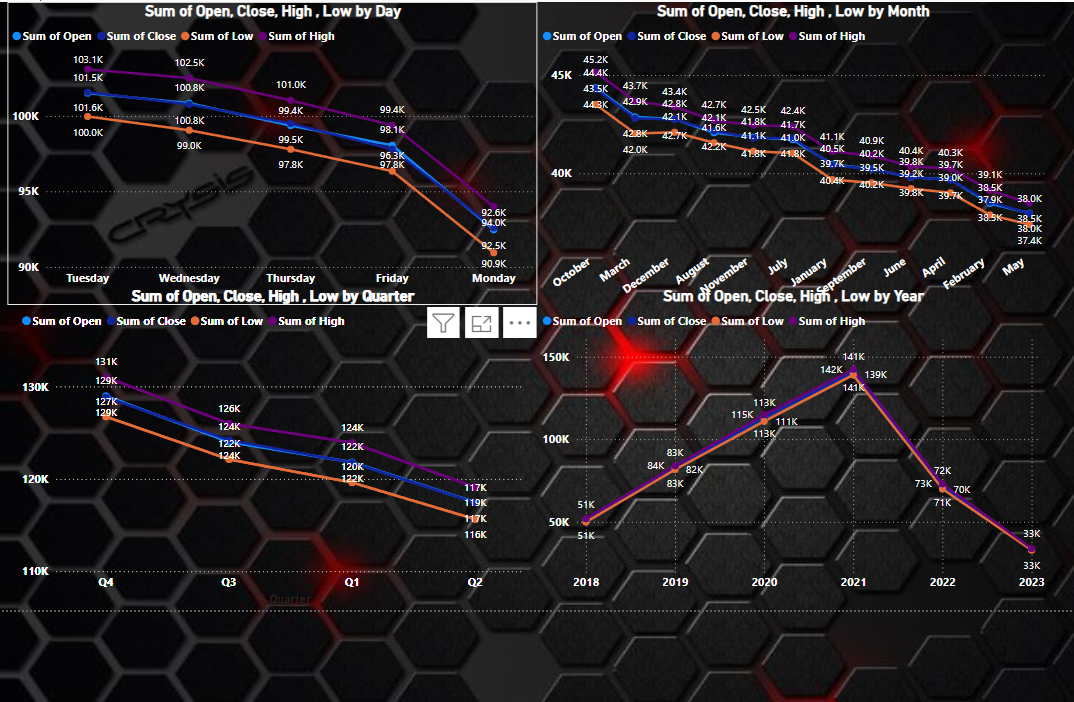 Sum of Open, Close, High , Low by Day
Sum of Open Sum of Close Sum of Low Sum of High
103.1K
102.5K
101.5K
101.0K
100.8K
101.6K
99.4K
99.4K
100K
100.8K
98.1K
100.0K
99.5K
99.0K
96.3K
97.8K
97.8K
95K
92.6K
94.0K
92.5K
90.9K
90K
Tuesday Wednesday Thursday Friday Monday
Sum of Open, Close, High , Low by Month
Sum of Open Sum of Close Sum of Low Sum of High
45.2K
44.4K
45K
43.7K
43.5K
43.4K
42.9K
42.8K
42.7K
42.5K
42.4K
44.3K
42.1K
42.1K
41.8K
41.7K
42.8K
42.7K
41.6K
41.1K
41.0K
41.1K
40.9K
42.0K
42.2K
41.8K
41.8K
40.5K
40.2K
40.4K
40.3K
39.7K
39.5K
39.8K
39.7K
40K
40.4K
40.2K
39.2K
39.0K
39.1K
39.8K
39.7K
38.5K
37.9K
38.0K
38.5K
38.5K
38.0K
37.4K
October March December August November July January September June April February May
Sum of Open, Close, High , Low by Quarter
Sum of Open Sum of Close Sum of Low Sum of High
131K
129K
130K
127K
129K
126K
124K
124K
122K
124K
122K
120K
122K
120K
117K
119K
117K
116K
110K
Q4 Q3 Q1 Q2
Quarter
Sum of Open, Close, High , Low by Year
Sum of Open Sum of Close Sum of Low Sum of High
150K
141K
142K
139K
141K
113K
115K
111K
113K
100K
83K
84K
82K
83K
72K
73K
70K
71K
51K
50K
51K
33K
33K
2018 2019 2020 2021 2022 2023